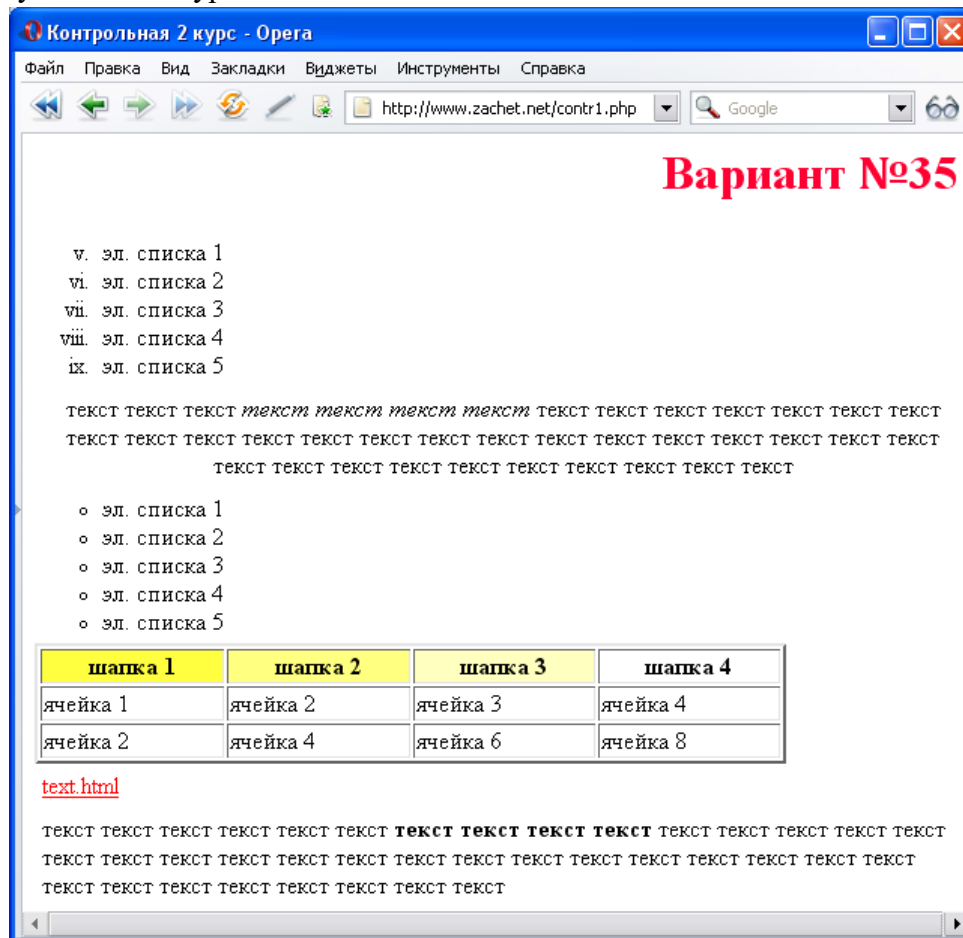 Контрольная 2 курс - Opera
Файл Правка Вид Закладки Виджеты Инструменты Справка
http://www.zachet.net/contr1.php Google
Вариант №35
v. эл. списка 1
vi. эл. списка 2
vii. эл. списка 3
viii. эл. списка 4
ix. эл. списка 5
текст текст текст текст текст текст текст текст текст текст текст текст текст текст
текст текст текст текст текст текст текст текст текст текст текст текст текст текст текст
текст текст текст текст текст текст текст текст текст текст
эл. списка 1
эл. списка 2
эл. списка 3
эл. списка 4
эл. списка 5
шапка 1 шапка 2 шапка 3 шапка 4
ячейка 1 ячейка 2 ячейка 3 ячейка 4
ячейка 2 ячейка 4 ячейка 6 ячейка 8
text.html
текст текст текст текст текст текст текст текст текст текст текст текст текст текст текст
текст текст текст текст текст текст текст текст текст текст текст текст текст текст текст
текст текст текст текст текст текст текст текст